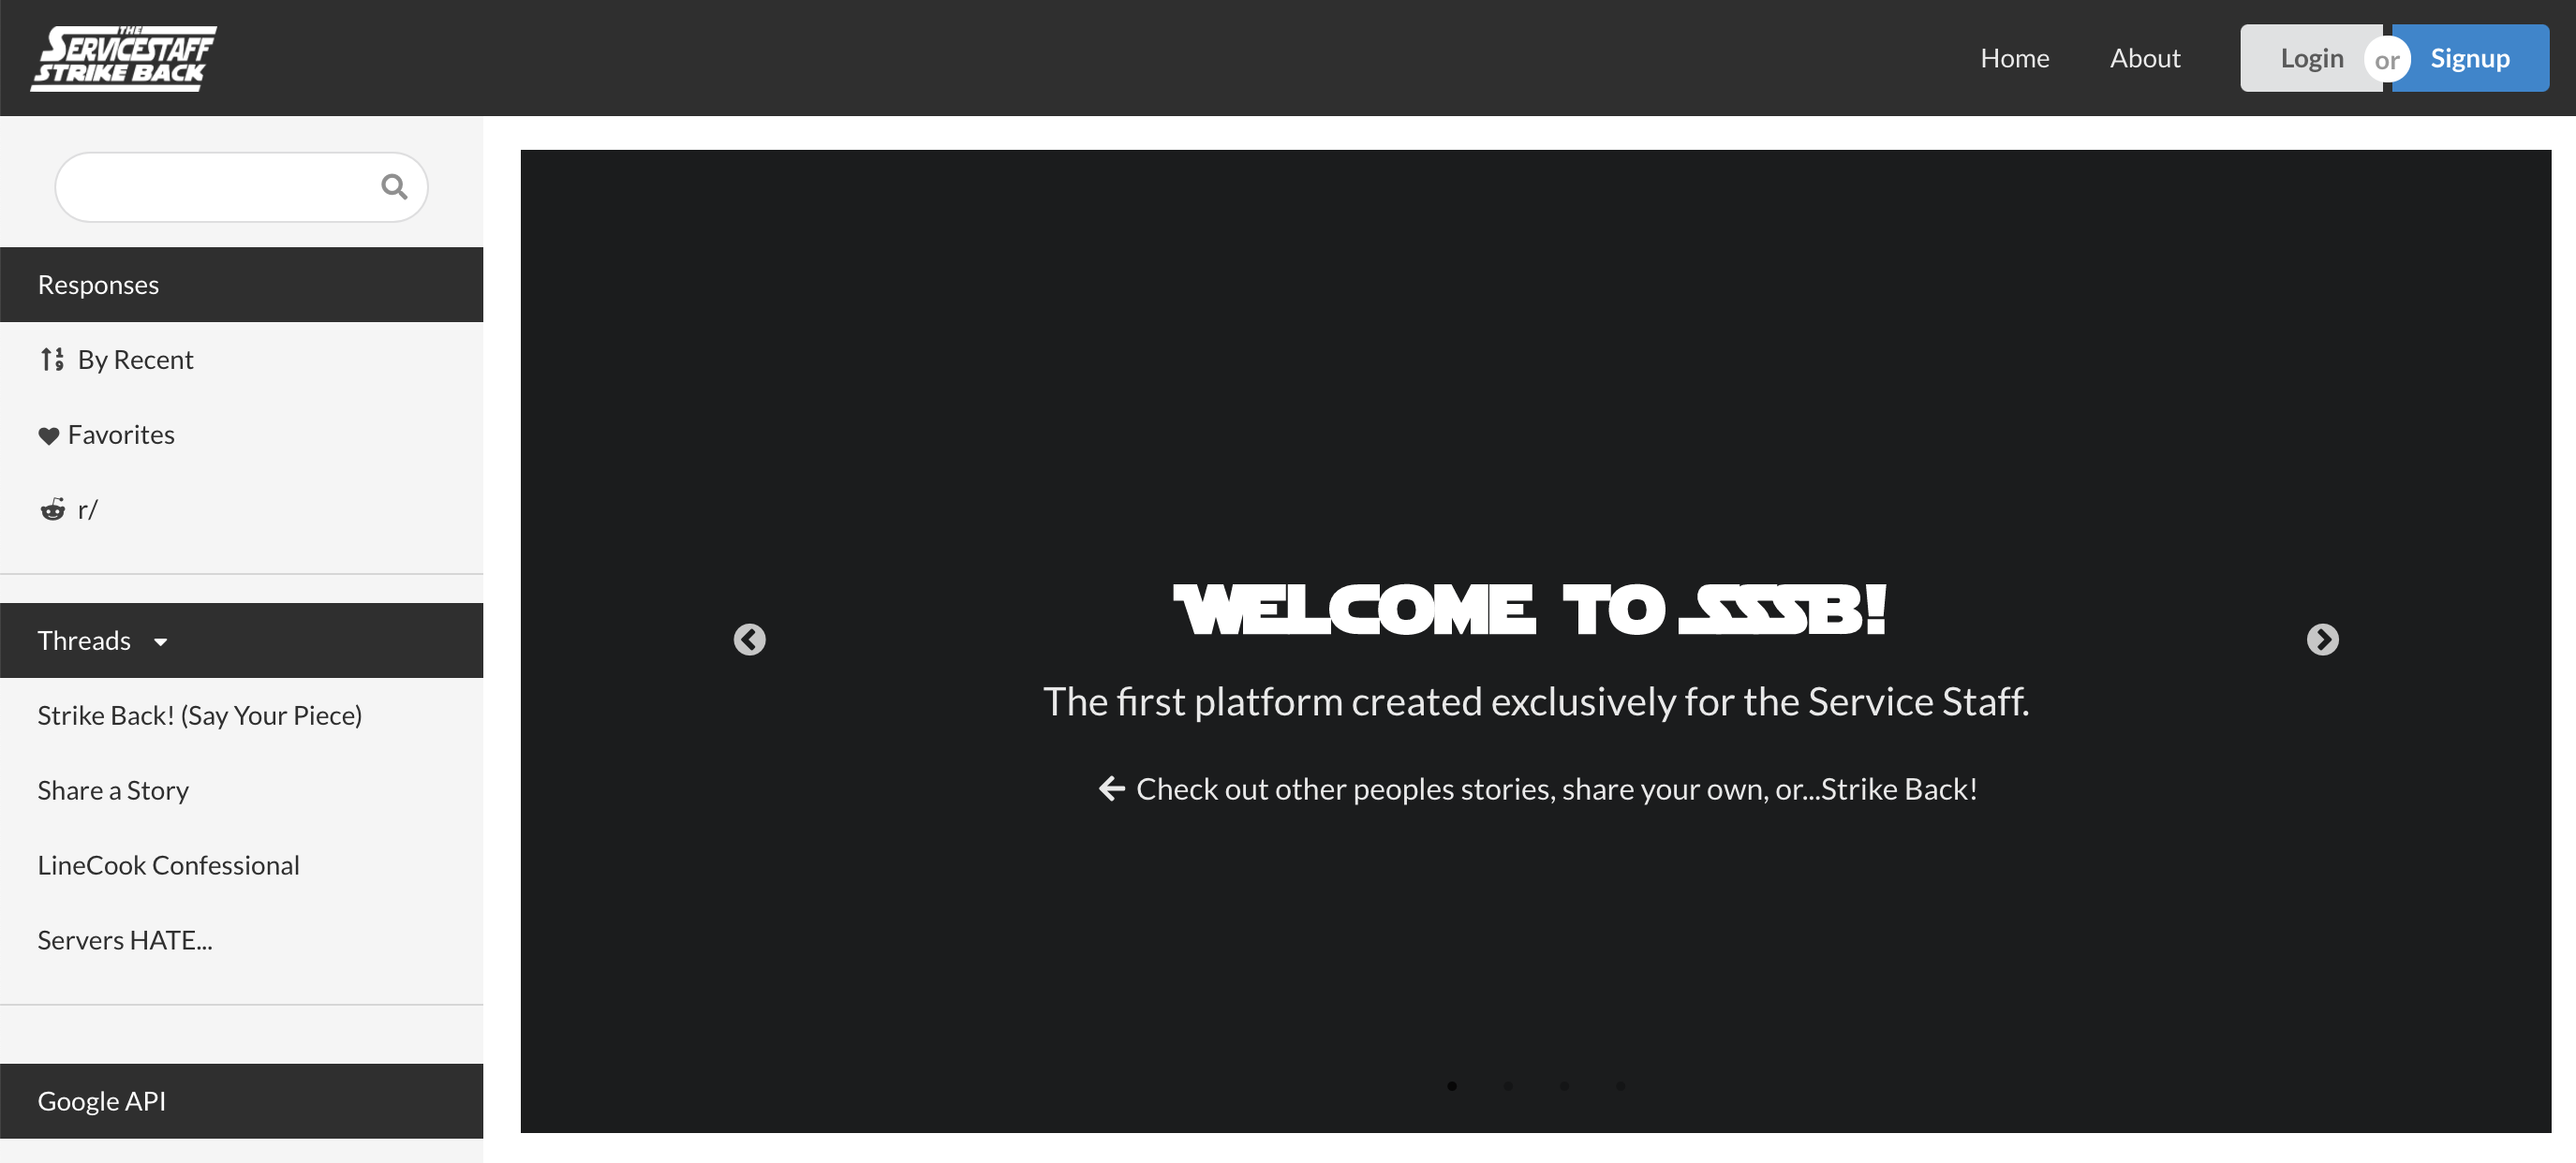 THE
SERVICESTAFF
STRIKE BACK
Home
About
Login
or
Signup
Responses
By Recent
Favorites
r/
Threads
Strike Back! (Say Your Piece)
Share a Story
LineCook Confessional
Servers HATE...
Google API
WELCOME TO SSSB!
The first platform created exclusively for the Service Staff.
Check out other peoples stories, share your own, or...Strike Back!